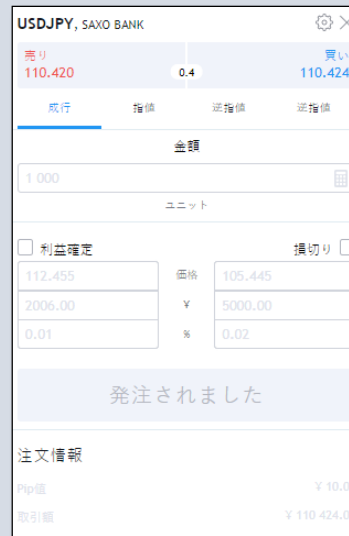 USDJPY, SAXO BANK
売り 買い
110.420 0.4 110.424
成行 指値 逆指値 逆指値
金額
1 000
ユニット
利益確定 損切り
112.455 価格 105.445
2006.00 ¥ 5000.00
0.01 % 0.02
発注されました
注文情報
Pip値 ¥ 10.0
取引額 ¥ 110 424.0